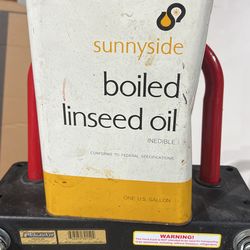 sunnyside
boiled
linseed oil
INEDIBLE
CONFORMS TO FEDERAL SPECIFICATIONS
ONE U.S. GALLON
WARNING!